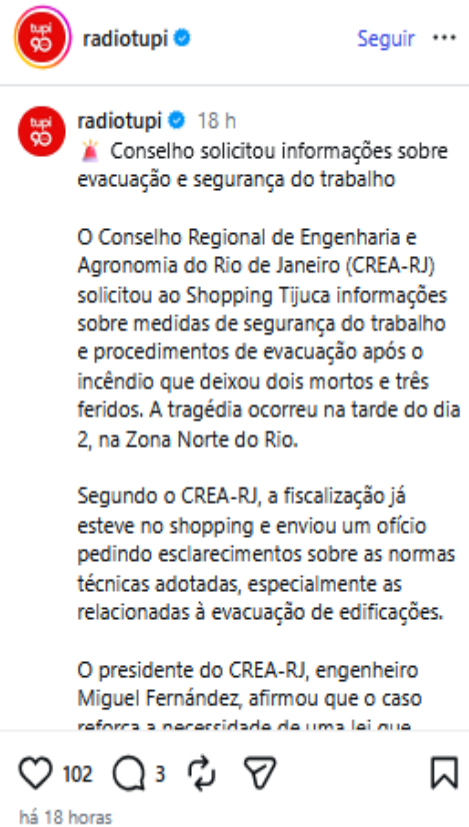 tupi
90
radiotupi
Seguir
tupi
90
radiotupi 18 h
Conselho solicitou informações sobre
evacuação e segurança do trabalho
O Conselho Regional de Engenharia e
Agronomia do Rio de Janeiro (CREA-RJ)
solicitou ao Shopping Tijuca informações
sobre medidas de segurança do trabalho
e procedimentos de evacuação após o
incêndio que deixou dois mortos e três
feridos. A tragédia ocorreu na tarde do dia
2, na Zona Norte do Rio.
Segundo o CREA-RJ, a fiscalização já
esteve no shopping e enviou um ofício
pedindo esclarecimentos sobre as normas
técnicas adotadas, especialmente as
relacionadas à evacuação de edificações.
O presidente do CREA-RJ, engenheiro
Miguel Fernández, afirmou que o caso
reforça a necessidade de uma lei que
102 3
há 18 horas